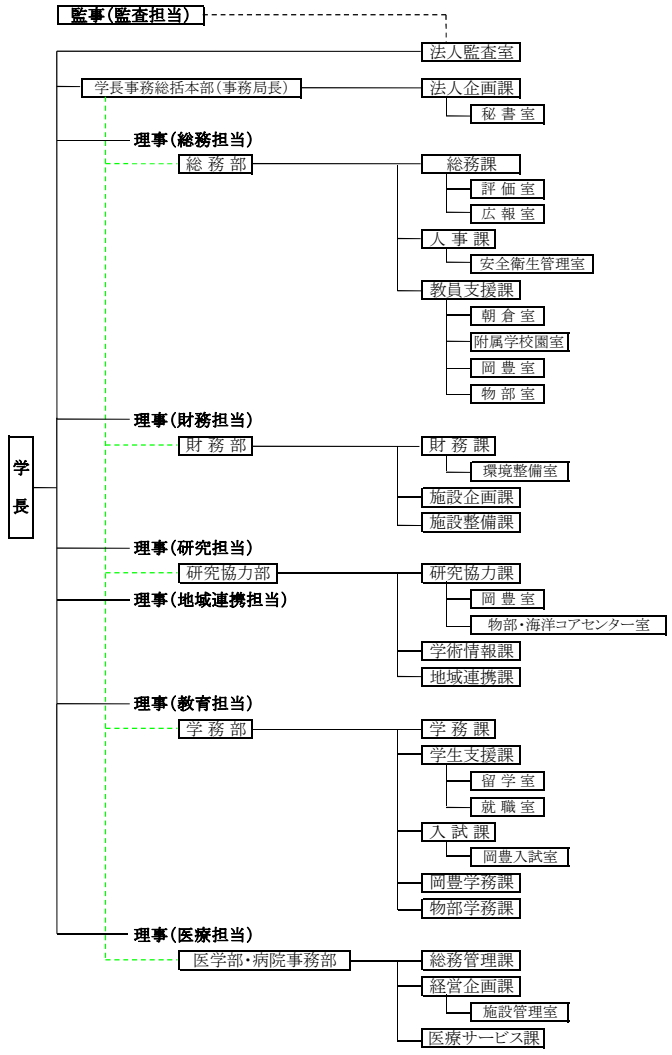 監事（監査担当）
法人監査室
学長事務総括本部（事務局長）
法人企画課
秘書室
理事（総務担当）
総務部
総務課
評価室
広報室
人事課
安全衛生管理室
教員支援課
朝倉室
附属学校園室
岡豊室
物部室
理事（財務担当）
財務部
財務課
環境整備室
学長
施設企画課
施設整備課
理事（研究担当）
研究協力部
研究協力課
岡豊室
理事（地域連携担当）
物部・海洋コアセンター室
学術情報課
地域連携課
理事（教育担当）
学務部
学務課
学生支援課
留学室
就職室
入試課
岡豊入試室
岡豊学務課
物部学務課
理事（医療担当）
医学部・病院事務部
総務管理課
経営企画課
施設管理室
医療サービス課